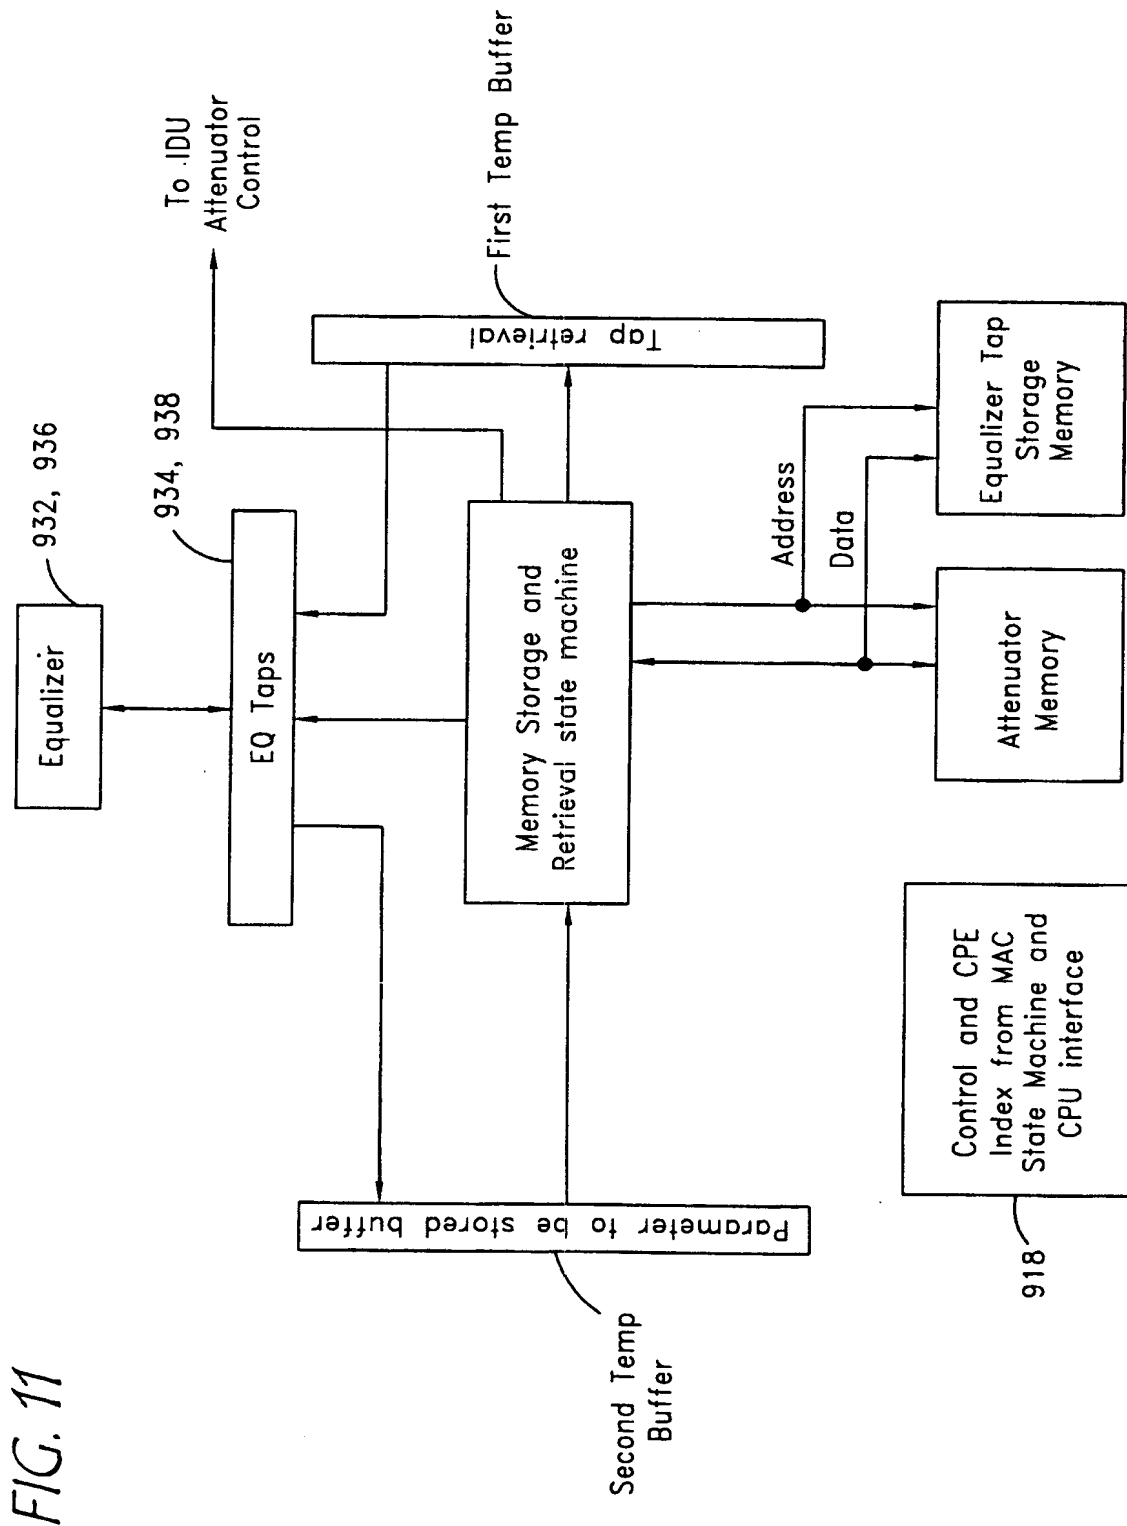 FIG. 11
Equalizer
932, 936
EQ Taps
934, 938
To IDU
Attenuator
Control
Second Temp
Buffer
Parameter to be stored buffer
Memory Storage and
Retrieval state machine
Tap retrieval
First Temp Buffer
Address
Data
918
Control and CPE
Index from MAC
State Machine and
CPU interface
Attenuator
Memory
Equalizer Tap
Storage
Memory